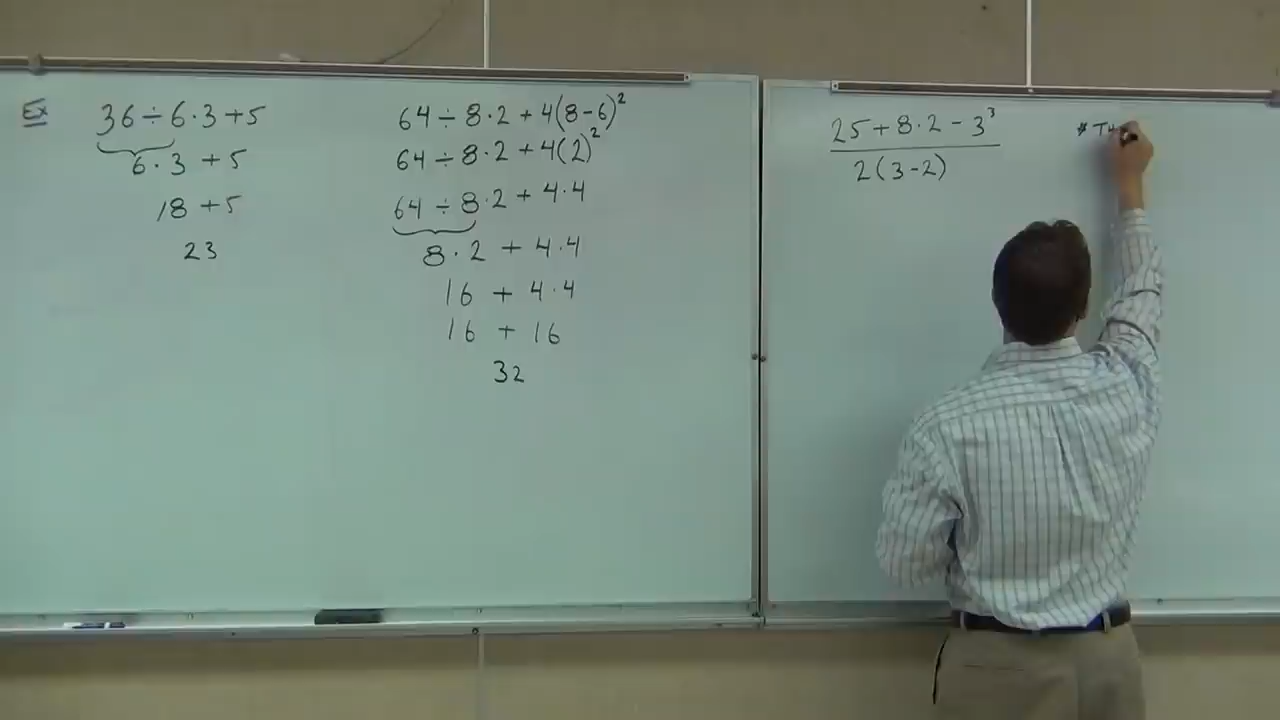 Ex
36 ÷ 6 · 3 + 5
6 · 3 + 5
18 + 5
23
64 ÷ 8 · 2 + 4(8 - 6)²
64 ÷ 8 · 2 + 4(2)²
64 ÷ 8 · 2 + 4 · 4
8 · 2 + 4 · 4
16 + 4 · 4
16 + 16
32
25 + 8 · 2 - 3³
2(3 - 2)